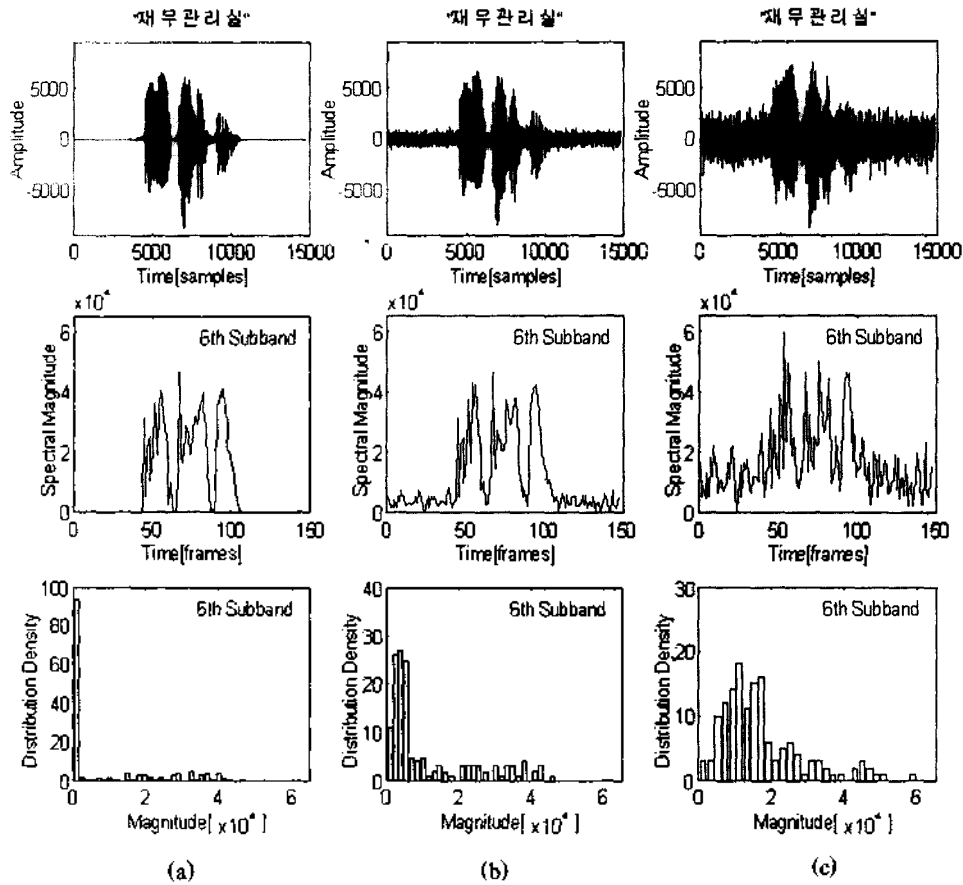 "재무관리실" "재무관리실" "재무관리실"
Amplitude 5000 0 -5000
Amplitude 5000 0 -5000
Amplitude 5000 0 -5000
0 5000 10000 15000
0 5000 10000 15000
0 5000 10000 15000
Time[samples] Time[samples] Time[samples]
×10⁴ ×10⁴ ×10⁴
Spectral Magnitude 6 4 2 0 6th Subband
Spectral Magnitude 6 4 2 0 6th Subband
Spectral Magnitude 6 4 2 0 6th Subband
0 50 100 150
0 50 100 150
0 50 100 150
Time[frames] Time[frames] Time[frames]
Distribution Density 100 80 60 40 20 0 6th Subband
Distribution Density 40 30 20 10 0 6th Subband
Distribution Density 30 20 10 0 6th Subband
0 2 4 6
0 2 4 6
0 2 4 6
Magnitude[ ×10⁴ ] Magnitude[ ×10⁴ ] Magnitude[ ×10⁴ ]
(a) (b) (c)